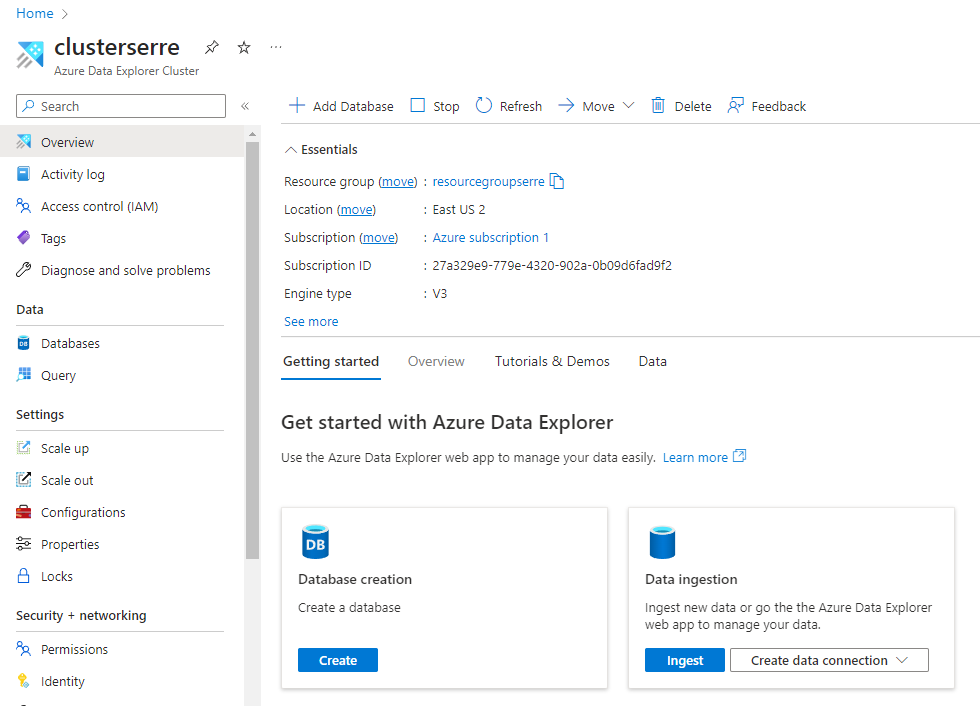 Home
clusterserre
Azure Data Explorer Cluster
Search
Overview
Activity log
Access control (IAM)
Tags
Diagnose and solve problems
Data
Databases
Query
Settings
Scale up
Scale out
Configurations
Properties
Locks
Security + networking
Permissions
Identity
Add Database Stop Refresh Move Delete Feedback
Essentials
Resource group (move) : resourcegroupserre
Location (move) : East US 2
Subscription (move) : Azure subscription 1
Subscription ID : 27a329e9-779e-4320-902a-0b09d6fad9f2
Engine type : V3
See more
Getting started Overview Tutorials & Demos Data
Get started with Azure Data Explorer
Use the Azure Data Explorer web app to manage your data easily. Learn more
DB
Database creation
Create a database
Create
Data ingestion
Ingest new data or go the the Azure Data Explorer
web app to manage your data.
Ingest Create data connection